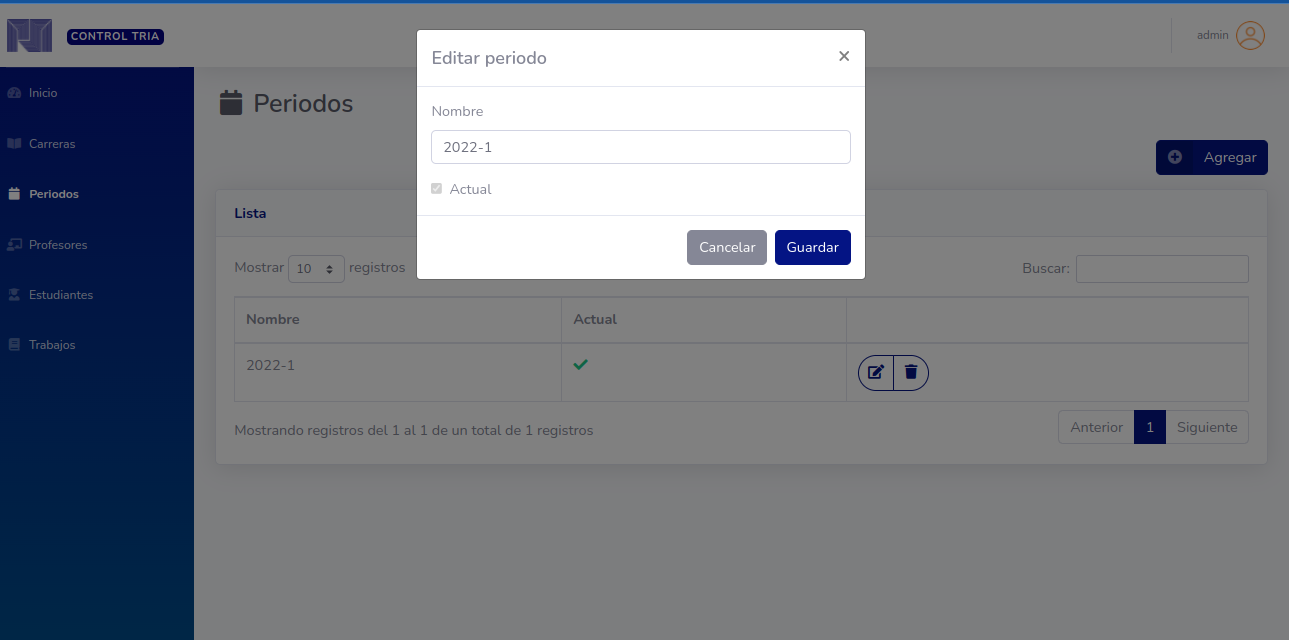 CONTROL TRIA
admin
Inicio
Carreras
Periodos
Profesores
Estudiantes
Trabajos
Periodos
Agregar
Lista
Mostrar 10 registros
Buscar:
Nombre Actual
2022-1
Mostrando registros del 1 al 1 de un total de 1 registros
Anterior 1 Siguiente
Editar periodo ×
Nombre
2022-1
Actual
Cancelar Guardar